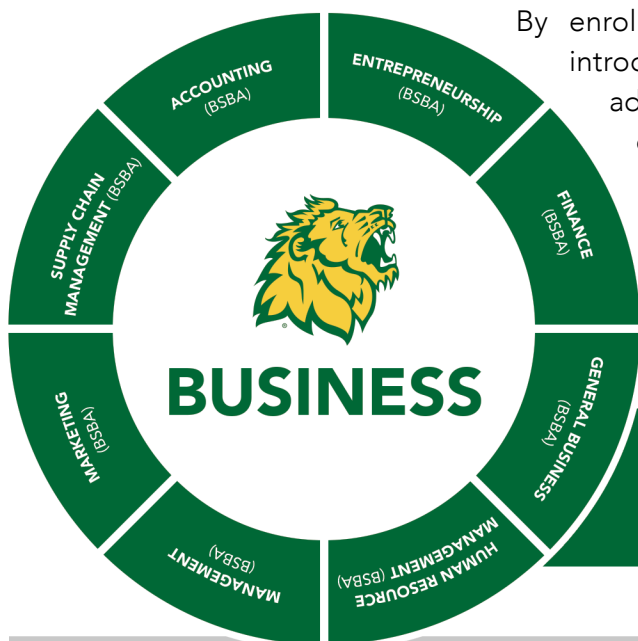 By enrol
introd
ad
ACCOUNTING
(BSBA)
ENTREPRENEURSHIP
(BSBA)
FINANCE
(BSBA)
GENERAL BUSINESS
(BSBA)
HUMAN RESOURCE
MANAGEMENT (BSBA)
MANAGEMENT
(BSBA)
MARKETING
(BSBA)
SUPPLY CHAIN
MANAGEMENT (BSBA)
®
BUSINESS